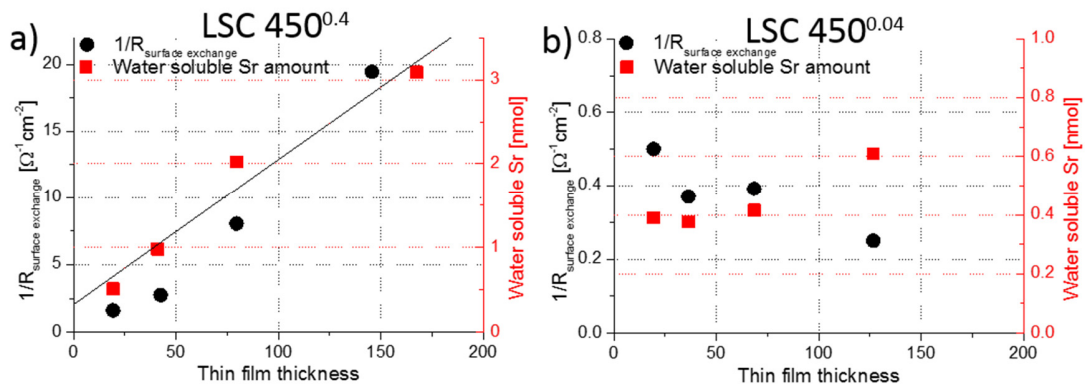 a) LSC 450^0.4
1/R_surface exchange
Water soluble Sr amount
1/R_surface exchange [Ω⁻¹cm⁻²]
20
15
10
5
0
0 50 100 150 200
Thin film thickness
3
2
1
0
Water soluble Sr [nmol]
b) LSC 450^0.04
1/R_surface exchange
Water soluble Sr amount
1/R_surface exchange [Ω⁻¹cm⁻²]
0.8
0.6
0.4
0.2
0.0
0 50 100 150 200
Thin film thickness
1.0
0.8
0.6
0.4
0.2
0.0
Water soluble Sr [nmol]